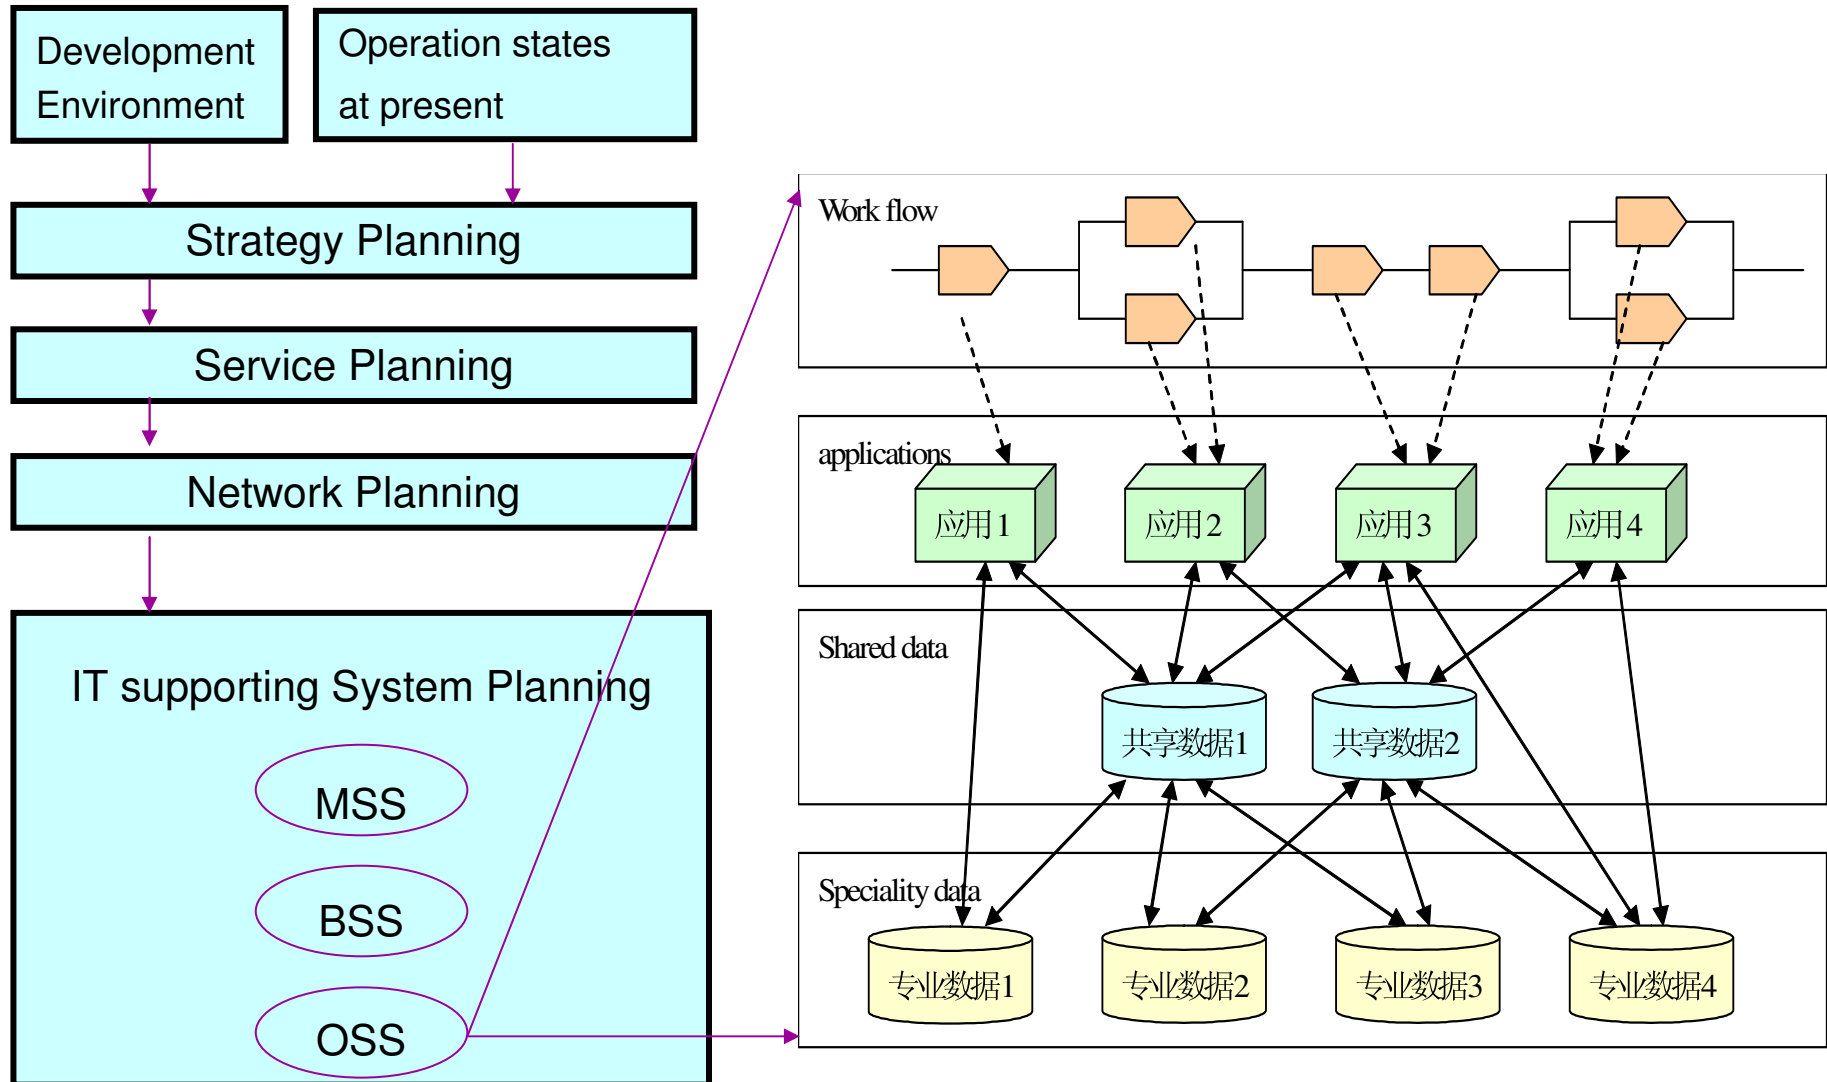 Development
Environment
Operation states
at present
Strategy Planning
Service Planning
Network Planning
IT supporting System Planning
MSS
BSS
OSS
Work flow
applications
应用1
应用2
应用3
应用4
Shared data
共享数据1
共享数据2
Speciality data
专业数据1
专业数据2
专业数据3
专业数据4